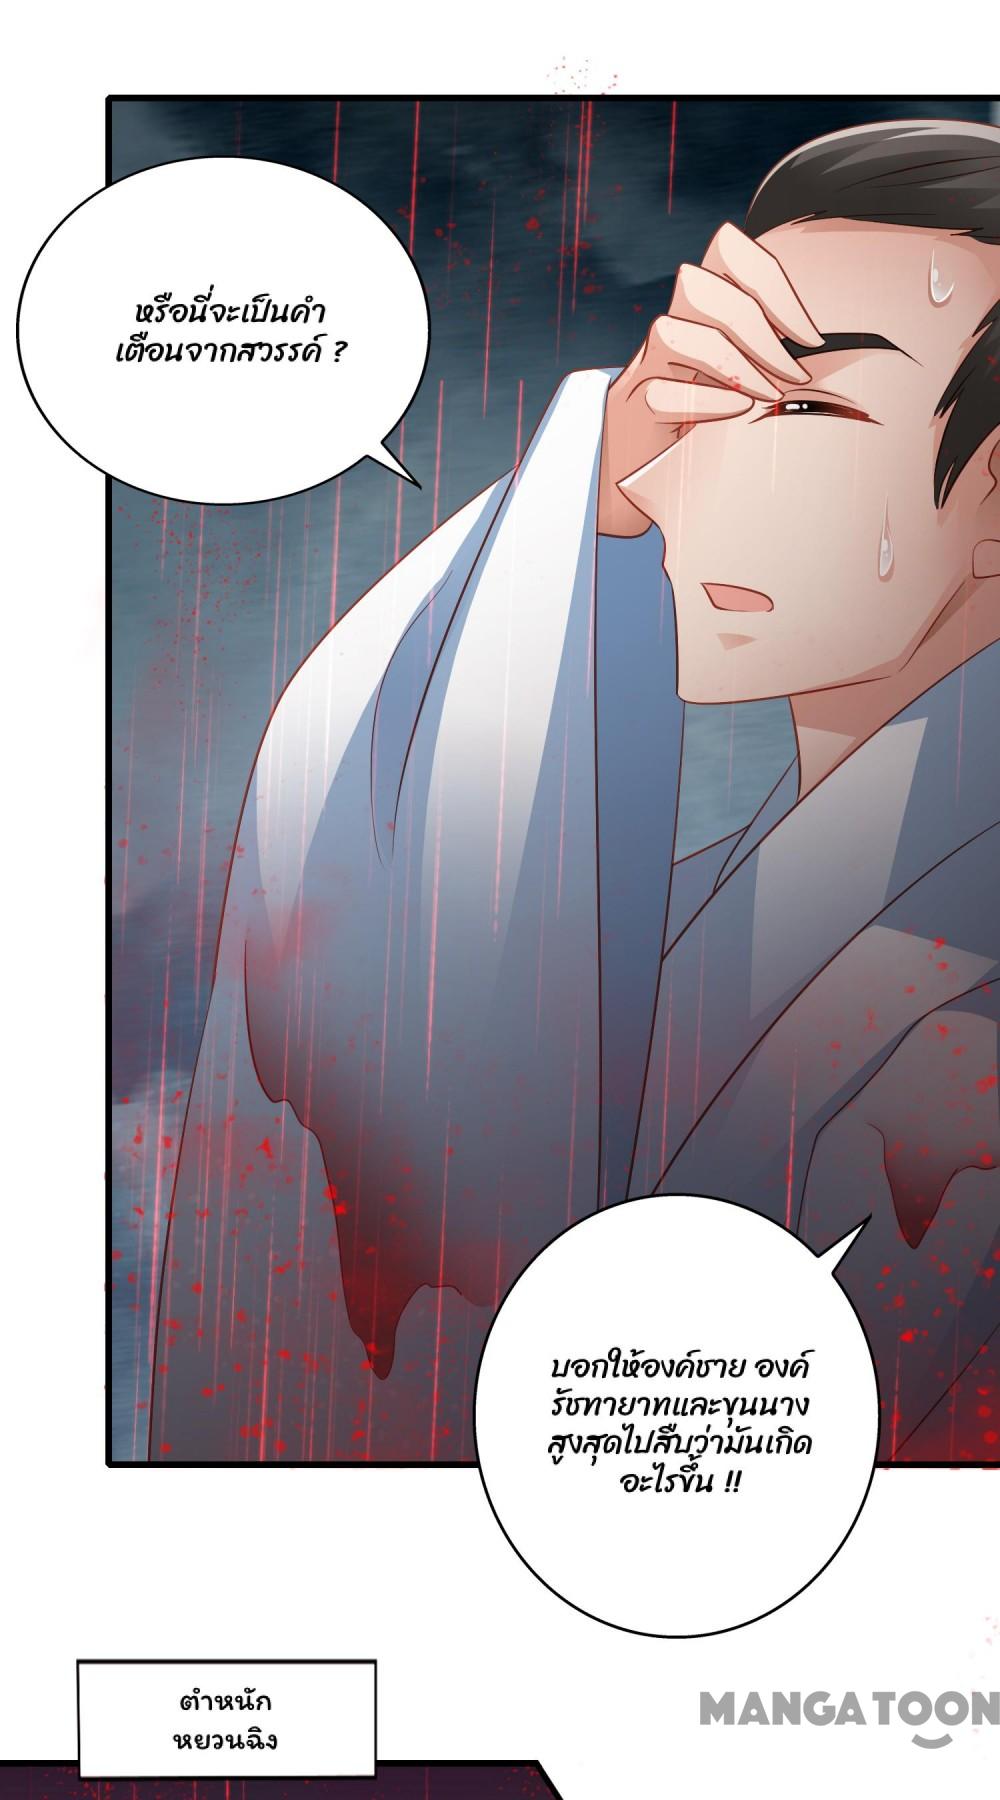 หรือนี่จะเป็นคำ
เตือนจากสวรรค์ ?
บอกให้องค์ชาย องค์
รัชทายาทและขุนนาง
สูงสุดไปสืบว่ามันเกิด
อะไรขึ้น !!
ตำหนัก
หยวนฉิง
MANGATOON